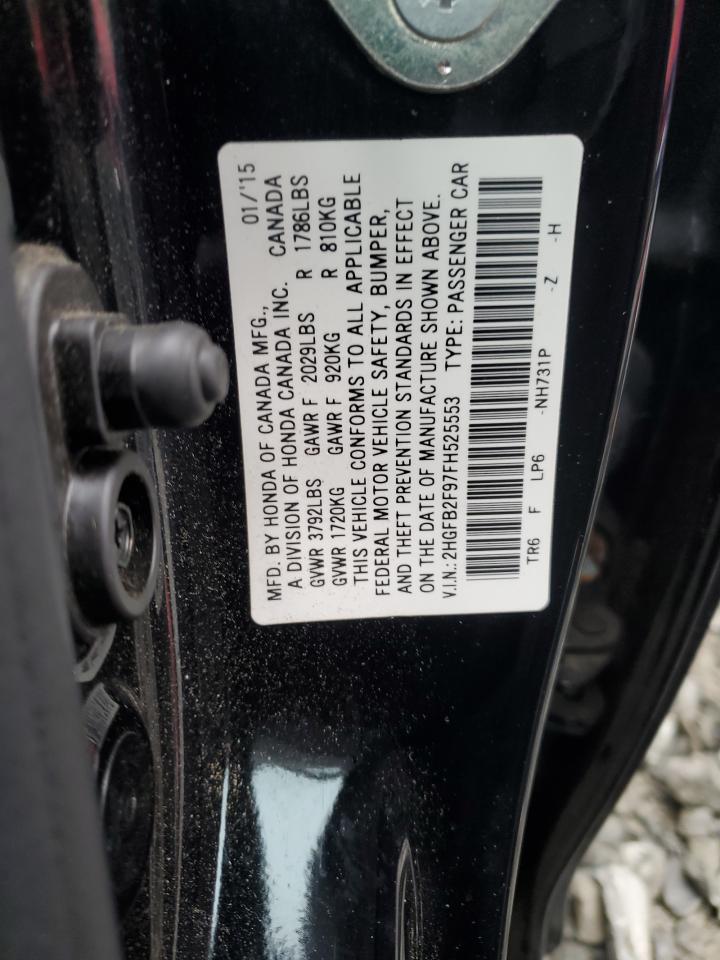 MFD. BY HONDA OF CANADA MFG., 01/'15
A DIVISION OF HONDA CANADA INC. CANADA
GVWR 3792LBS GAWR F 2029LBS R 1786LBS
GVWR 1720KG GAWR F 920KG R 810KG
THIS VEHICLE CONFORMS TO ALL APPLICABLE
FEDERAL MOTOR VEHICLE SAFETY, BUMPER,
AND THEFT PREVENTION STANDARDS IN EFFECT
ON THE DATE OF MANUFACTURE SHOWN ABOVE.
V.I.N.: 2HGFB2F97FH525553 TYPE: PASSENGER CAR
TR6 F LP6 -NH731P -Z -H